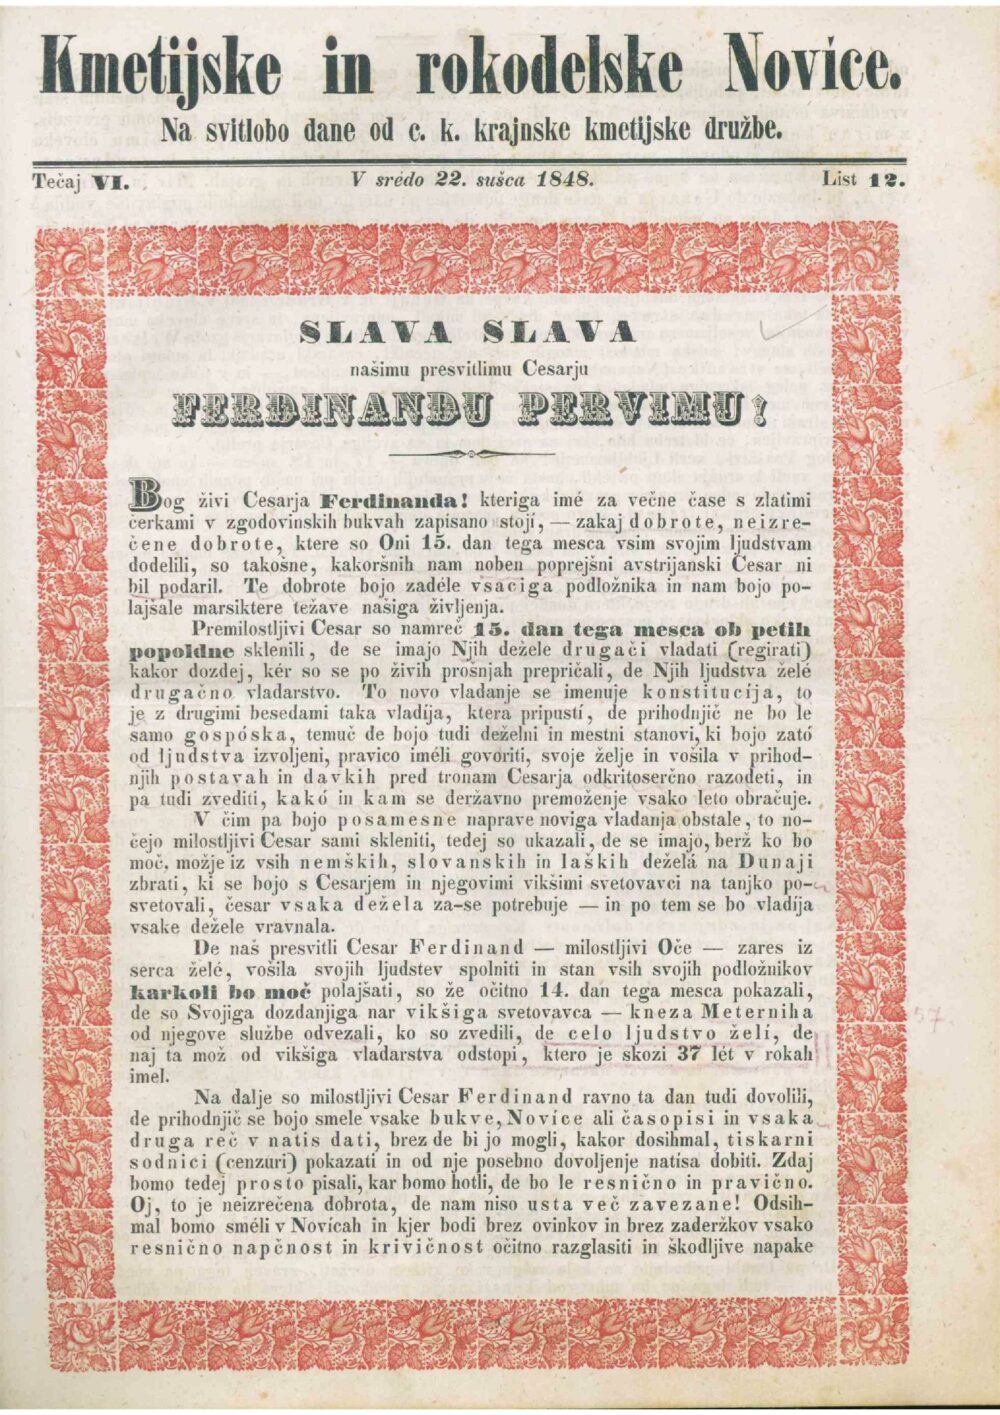 Kmetijske in rokodelske Novice.
Na svitlobo dane od c. k. krajnske kmetijske družbe.
Tečaj VI. V srédo 22. sušca 1848. List 12.
SLAVA SLAVA
našimu presvitlimu Cesarju
FERDINANDU PERVIMU!
Bog živi Cesarja Ferdinanda! kteriga imé za večne čase s zlatimi
čerkami v zgodovinskih bukvah zapisano stojí, — zakaj dobrote, neizre-
čene dobrote, ktere so Oni 15. dan tega mesca vsim svojim ljudstvam
dodelili, so takošne, kakoršnih nam noben poprejšni avstrijanski Cesar ni
bil podaril. Te dobrote bojo zadéle vsaciga podložnika in nam bojo po-
lajšale marsiktere težave našiga življenja.
Premilostljivi Cesar so namreč 15. dan tega mesca ob petih
popoldne sklenili, de se imajo Njih dežele drugači vladati (regirati)
kakor dozdej, kér so se po živih prošnjah prepričali, de Njih ljudstva želé
drugačno vladarstvo. To novo vladanje se imenuje konstitucija, to
je z drugimi besedami taka vladíja, ktera pripustí, de prihodnjič ne bo le
samo gospóska, temuč de bojo tudi deželni in mestni stanovi, ki bojo zató
od ljudstva izvoljeni, pravico iméli govoriti, svoje želje in vošila v prihod-
njih postavah in davkih pred tronam Cesarja odkritoserčno razodeti, in
pa tudi zvediti, kakó in kam se deržavno premoženje vsako leto obračuje.
V čim pa bojo posamesne naprave noviga vladanja obstale, to no-
čejo milostljivi Cesar sami skleniti, tedej so ukazali, de se imajo, berž ko bo
moč, možje iz vsih nemških, slovanskih in laških deželá na Dunaji
zbrati, ki se bojo s Cesarjem in njegovimi vikšimi svetovavci na tanjko po-
svetovali, česar vsaka dežela za-se potrebuje — in po tem se bo vladíja
vsake dežele vravnala.
De naš presvitli Cesar Ferdinand — milostljivi Oče — zares iz
serca želé, vošila svojih ljudstev spolniti in stan vsih svojih podložnikov
karkoli bo moč polajšati, so že očitno 14. dan tega mesca pokazali,
de so Svojiga dozdanjiga nar vikšiga svetovavca — kneza Meterniha
od njegove službe odvezali, ko so zvedili, de celo ljudstvo želí, de
naj ta mož od vikšiga vladarstva odstopi, ktero je skozi 37 lét v rokah
imel.
57.
Na dalje so milostljivi Cesar Ferdinand ravno ta dan tudi dovolili,
de prihodnjič se bojo smele vsake bukve, Novíce ali časopisi in vsaka
druga reč v natis dati, brez de bi jo mogli, kakor dosihmal, tiskarni
sodnici (cenzuri) pokazati in od nje posebno dovoljenje natisa dobiti. Zdaj
bomo tedej prosto pisali, kar bomo hotli, de bo le resnično in pravično.
Oj, to je neizrečena dobrota, de nam niso usta več zavezane! Odsih-
mal bomo sméli v Novícah in kjer bodi brez ovinkov in brez zaderžkov vsako
resnično napčnost in krivičnost očitno razglasiti in škodljive napake